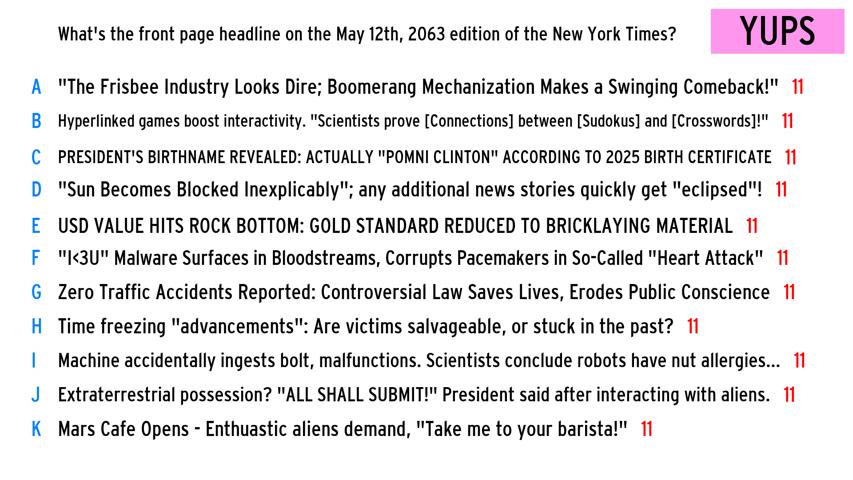 What's the front page headline on the May 12th, 2063 edition of the New York Times?
YUPS
A "The Frisbee Industry Looks Dire; Boomerang Mechanization Makes a Swinging Comeback!" 11
B Hyperlinked games boost interactivity. "Scientists prove [Connections] between [Sudokus] and [Crosswords]!" 11
C PRESIDENT'S BIRTHNAME REVEALED: ACTUALLY "POMNI CLINTON" ACCORDING TO 2025 BIRTH CERTIFICATE 11
D "Sun Becomes Blocked Inexplicably"; any additional news stories quickly get "eclipsed"! 11
E USD VALUE HITS ROCK BOTTOM: GOLD STANDARD REDUCED TO BRICKLAYING MATERIAL 11
F "I<3U" Malware Surfaces in Bloodstreams, Corrupts Pacemakers in So-Called "Heart Attack" 11
G Zero Traffic Accidents Reported: Controversial Law Saves Lives, Erodes Public Conscience 11
H Time freezing "advancements": Are victims salvageable, or stuck in the past? 11
I Machine accidentally ingests bolt, malfunctions. Scientists conclude robots have nut allergies... 11
J Extraterrestrial possession? "ALL SHALL SUBMIT!" President said after interacting with aliens. 11
K Mars Cafe Opens - Enthuastic aliens demand, "Take me to your barista!" 11